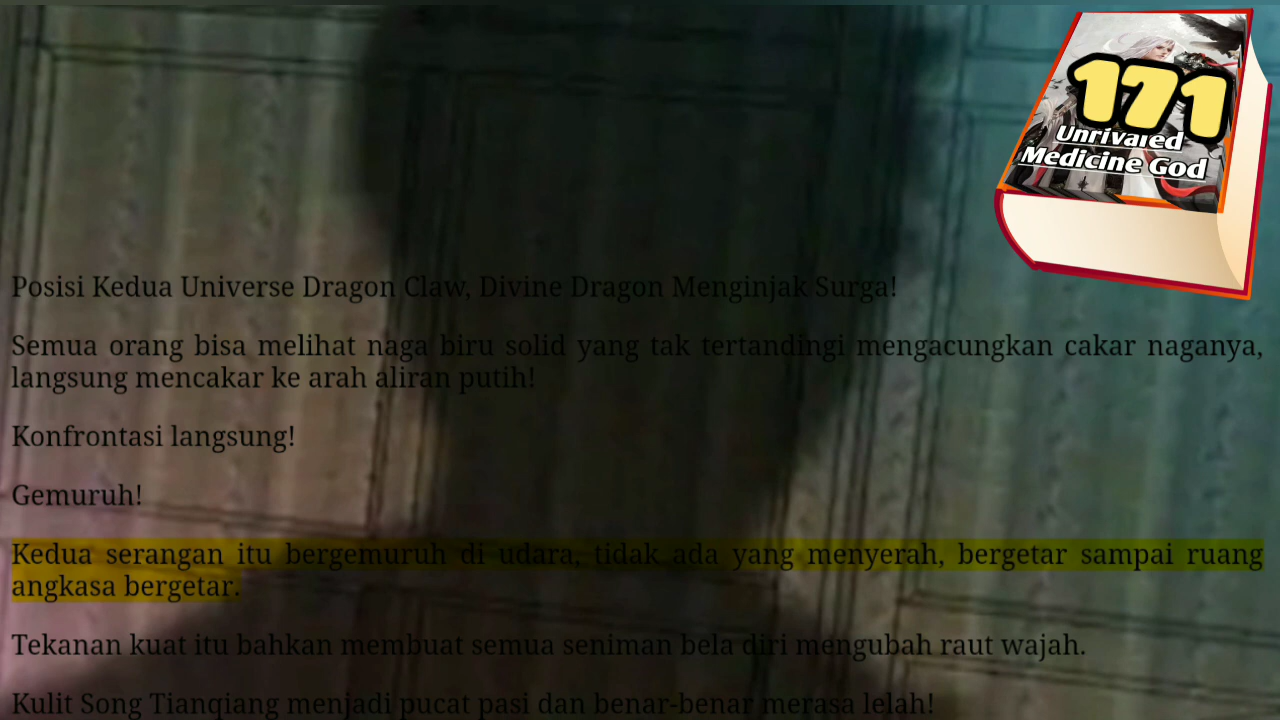 171
Unrivaled
Medicine God
Posisi Kedua Universe Dragon Claw, Divine Dragon Menginjak Surga!
Semua orang bisa melihat naga biru solid yang tak tertandingi mengacungkan cakar naganya,
langsung mencakar ke arah aliran putih!
Konfrontasi langsung!
Gemuruh!
Kedua serangan itu bergemuruh di udara, tidak ada yang menyerah, bergetar sampai ruang
angkasa bergetar.
Tekanan kuat itu bahkan membuat semua seniman bela diri mengubah raut wajah.
Kulit Song Tianqiang menjadi pucat pasi dan benar-benar merasa lelah!